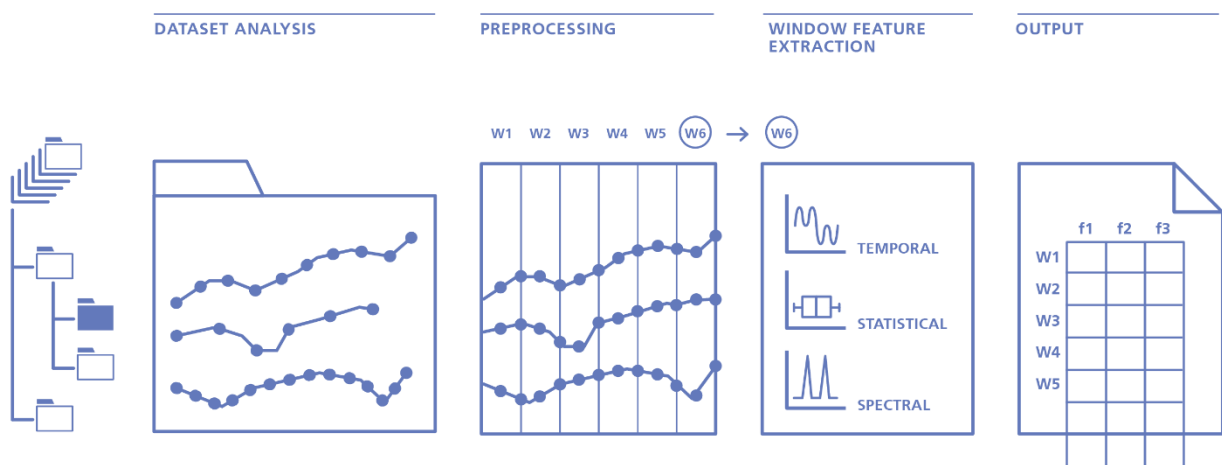 DATASET ANALYSIS
PREPROCESSING
WINDOW FEATURE
EXTRACTION
OUTPUT
W1 W2 W3 W4 W5 W6 → W6
TEMPORAL
STATISTICAL
SPECTRAL
f1 f2 f3
W1
W2
W3
W4
W5